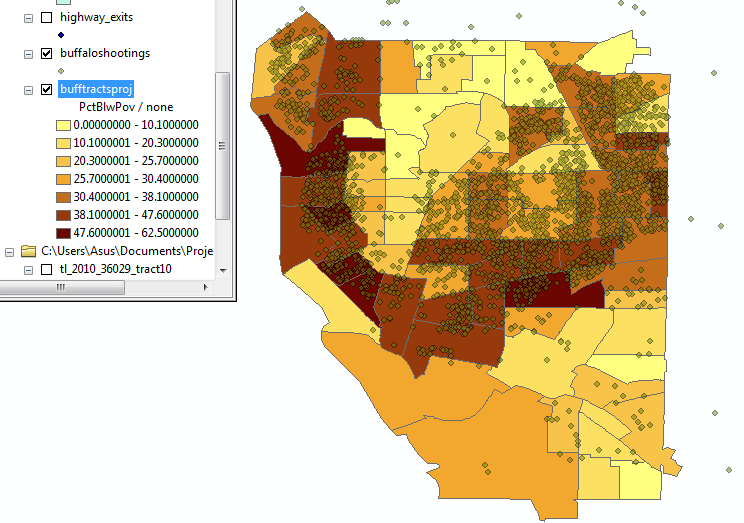 highway_exits
buffaloshootings
bufftractsproj
PctBlwPov / none
0.00000000 - 10.1000000
10.1000001 - 20.3000000
20.3000001 - 25.7000000
25.7000001 - 30.4000000
30.4000001 - 38.1000000
38.1000001 - 47.6000000
47.6000001 - 62.5000000
C:\Users\Asus\Documents\Proje
tl_2010_36029_tract10